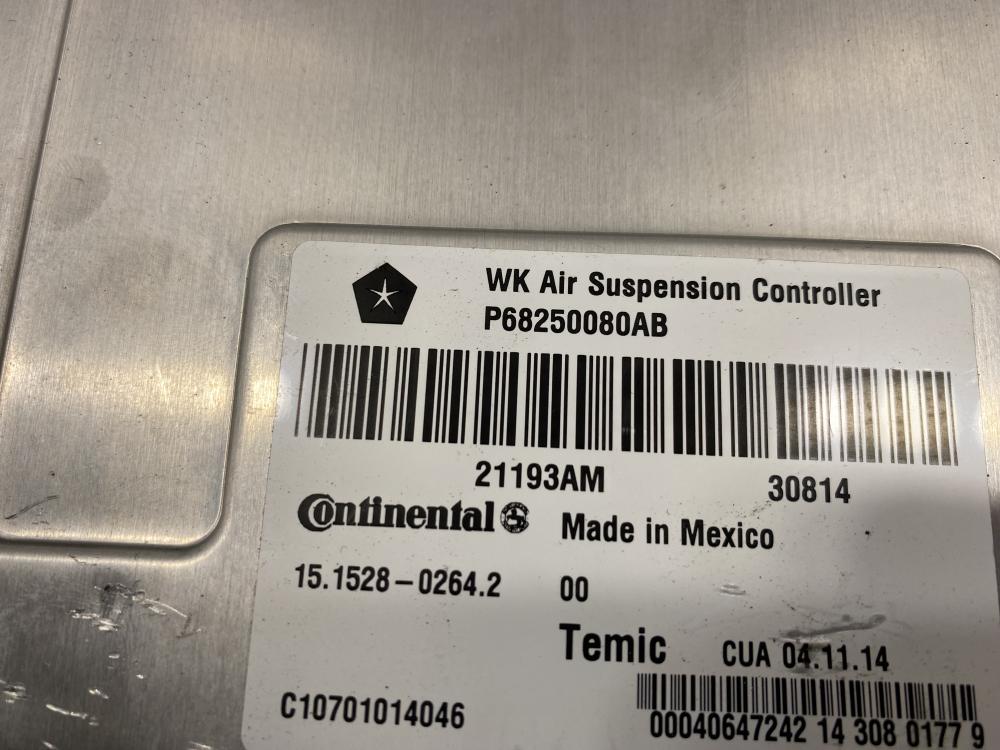 WK Air Suspension Controller
P68250080AB
21193AM 30814
Continental Made in Mexico
15.1528-0264.2 00
Temic CUA 04.11.14
C10701014046
00040647242 14 308 0177 9